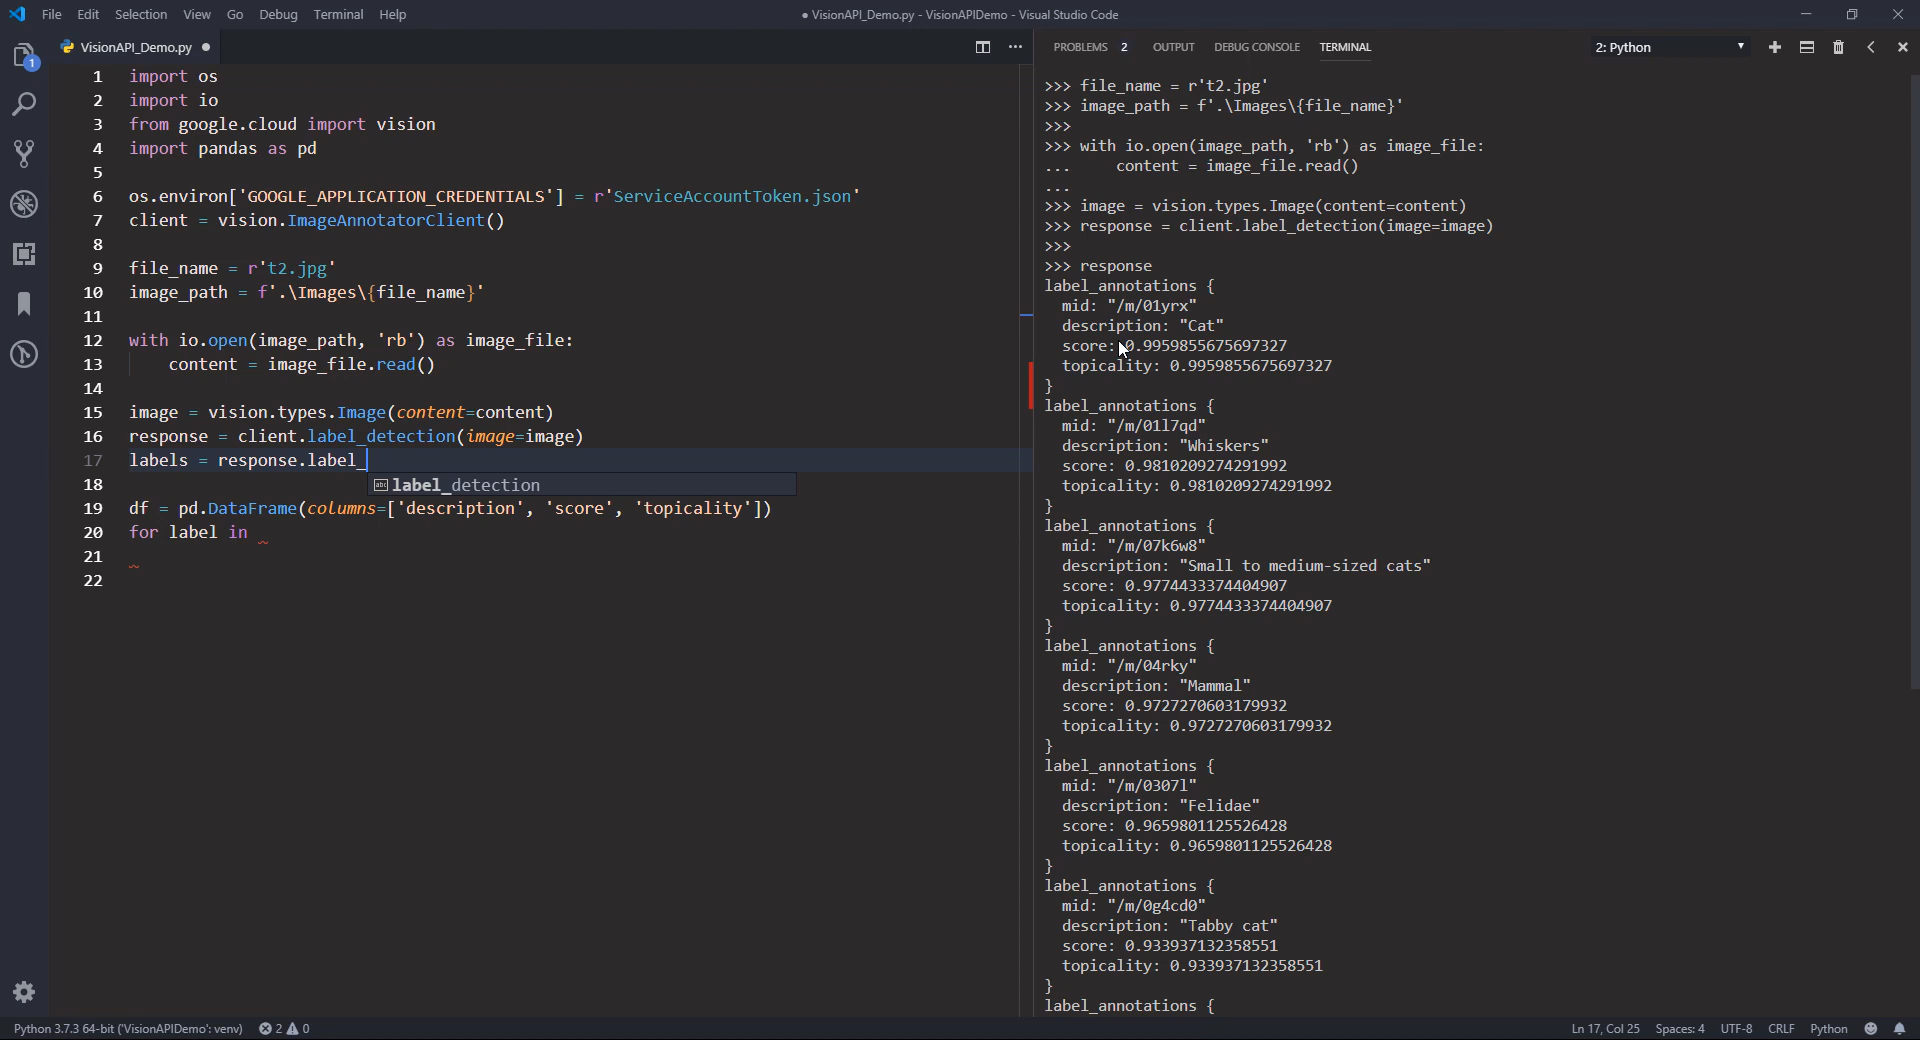 File Edit Selection View Go Debug Terminal Help
● VisionAPI_Demo.py - VisionAPIDemo - Visual Studio Code
VisionAPI_Demo.py ●
1 import os
2 import io
3 from google.cloud import vision
4 import pandas as pd
5
6 os.environ['GOOGLE_APPLICATION_CREDENTIALS'] = r'ServiceAccountToken.json'
7 client = vision.ImageAnnotatorClient()
8
9 file_name = r't2.jpg'
10 image_path = f'.\Images\{file_name}'
11
12 with io.open(image_path, 'rb') as image_file:
13     content = image_file.read()
14
15 image = vision.types.Image(content=content)
16 response = client.label_detection(image=image)
17 labels = response.label_
label_detection
18
19 df = pd.DataFrame(columns=['description', 'score', 'topicality'])
20 for label in
21
22
PROBLEMS 2 OUTPUT DEBUG CONSOLE TERMINAL
2: Python
>>> file_name = r't2.jpg'
>>> image_path = f'.\Images\{file_name}'
>>>
>>> with io.open(image_path, 'rb') as image_file:
...     content = image_file.read()
...
>>> image = vision.types.Image(content=content)
>>> response = client.label_detection(image=image)
>>>
>>> response
label_annotations {
  mid: "/m/01yrx"
  description: "Cat"
  score: 0.9959855675697327
  topicality: 0.9959855675697327
}
label_annotations {
  mid: "/m/01l7qd"
  description: "Whiskers"
  score: 0.9810209274291992
  topicality: 0.9810209274291992
}
label_annotations {
  mid: "/m/07k6w8"
  description: "Small to medium-sized cats"
  score: 0.9774433374404907
  topicality: 0.9774433374404907
}
label_annotations {
  mid: "/m/04rky"
  description: "Mammal"
  score: 0.9727270603179932
  topicality: 0.9727270603179932
}
label_annotations {
  mid: "/m/0307l"
  description: "Felidae"
  score: 0.9659801125526428
  topicality: 0.9659801125526428
}
label_annotations {
  mid: "/m/0g4cd0"
  description: "Tabby cat"
  score: 0.933937132358551
  topicality: 0.933937132358551
}
label_annotations {
1
Python 3.7.3 64-bit ('VisionAPIDemo': venv) 2 0
Ln 17, Col 25 Spaces: 4 UTF-8 CRLF Python